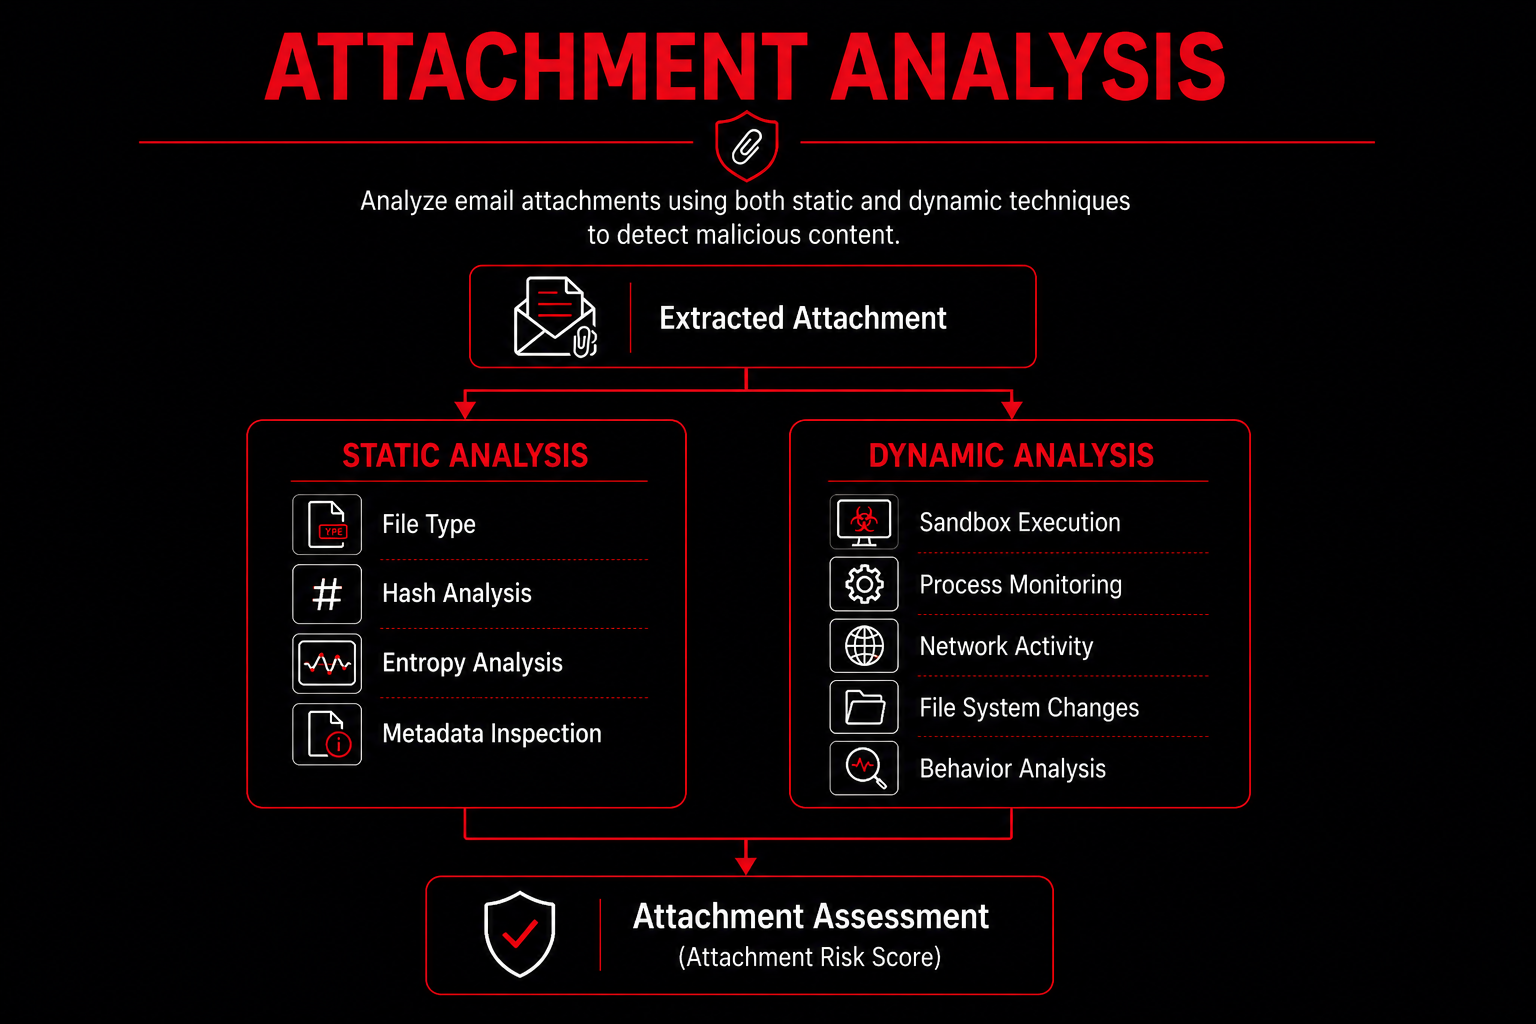 ATTACHMENT ANALYSIS
Analyze email attachments using both static and dynamic techniques
to detect malicious content.
Extracted Attachment
STATIC ANALYSIS
YPE
File Type
#
Hash Analysis
Entropy Analysis
i
Metadata Inspection
DYNAMIC ANALYSIS
Sandbox Execution
Process Monitoring
Network Activity
File System Changes
Behavior Analysis
Attachment Assessment
(Attachment Risk Score)